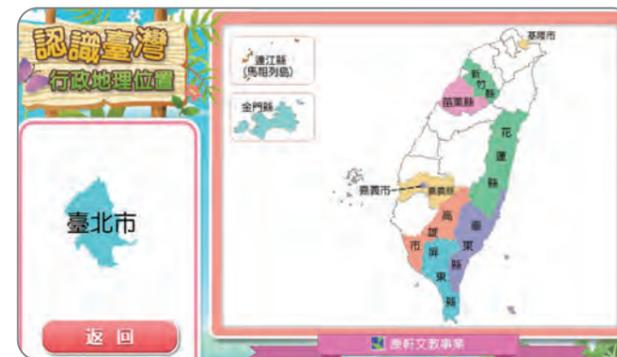 認識臺灣
行政地理位置
臺北市
返回
連江縣
(馬祖列島)
金門縣
基隆市
新竹縣
苗栗縣
花蓮縣
嘉義市
嘉義縣
高雄市
臺東縣
屏東縣
康軒文教事業